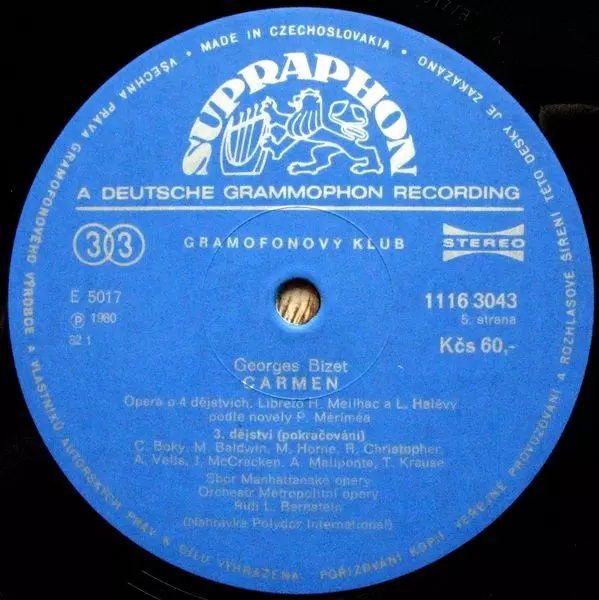 • MADE IN CZECHOSLOVAKIA •
VŠECHNA PRÁVA GRAMOFONOVÉHO VÝROBCE A VLASTNÍKŮ AUTORSKÝCH PRÁV K DÍLU VYHRAZENA. POŘIZOVÁNÍ KOPIÍ, VEŘEJNÉ PROVOZOVÁNÍ A ROZHLASOVÉ ŠÍŘENÍ TÉTO DESKY JE ZAKÁZÁNO
SUPRAPHON
A DEUTSCHE GRAMMOPHON RECORDING
33
GRAMOFONOVÝ KLUB
STEREO
E 5017
1116 3043
Ⓟ 1980
5. strana
82 1
Kčs 60,-
Georges Bizet
CARMEN
Opera o 4 dějstvích. Libreto H. Meilhac a L. Halévy
podle novely P. Mériméa
3. dějství (pokračování)
C. Boky, M. Baldwin, M. Horne, R. Christopher,
A. Velis, J. McCracken, A. Maliponte, T. Krause
Sbor Manhattanské opery
Orchestr Metropolitní opery
Řídí L. Bernstein
(Nahrávka Polydor International)